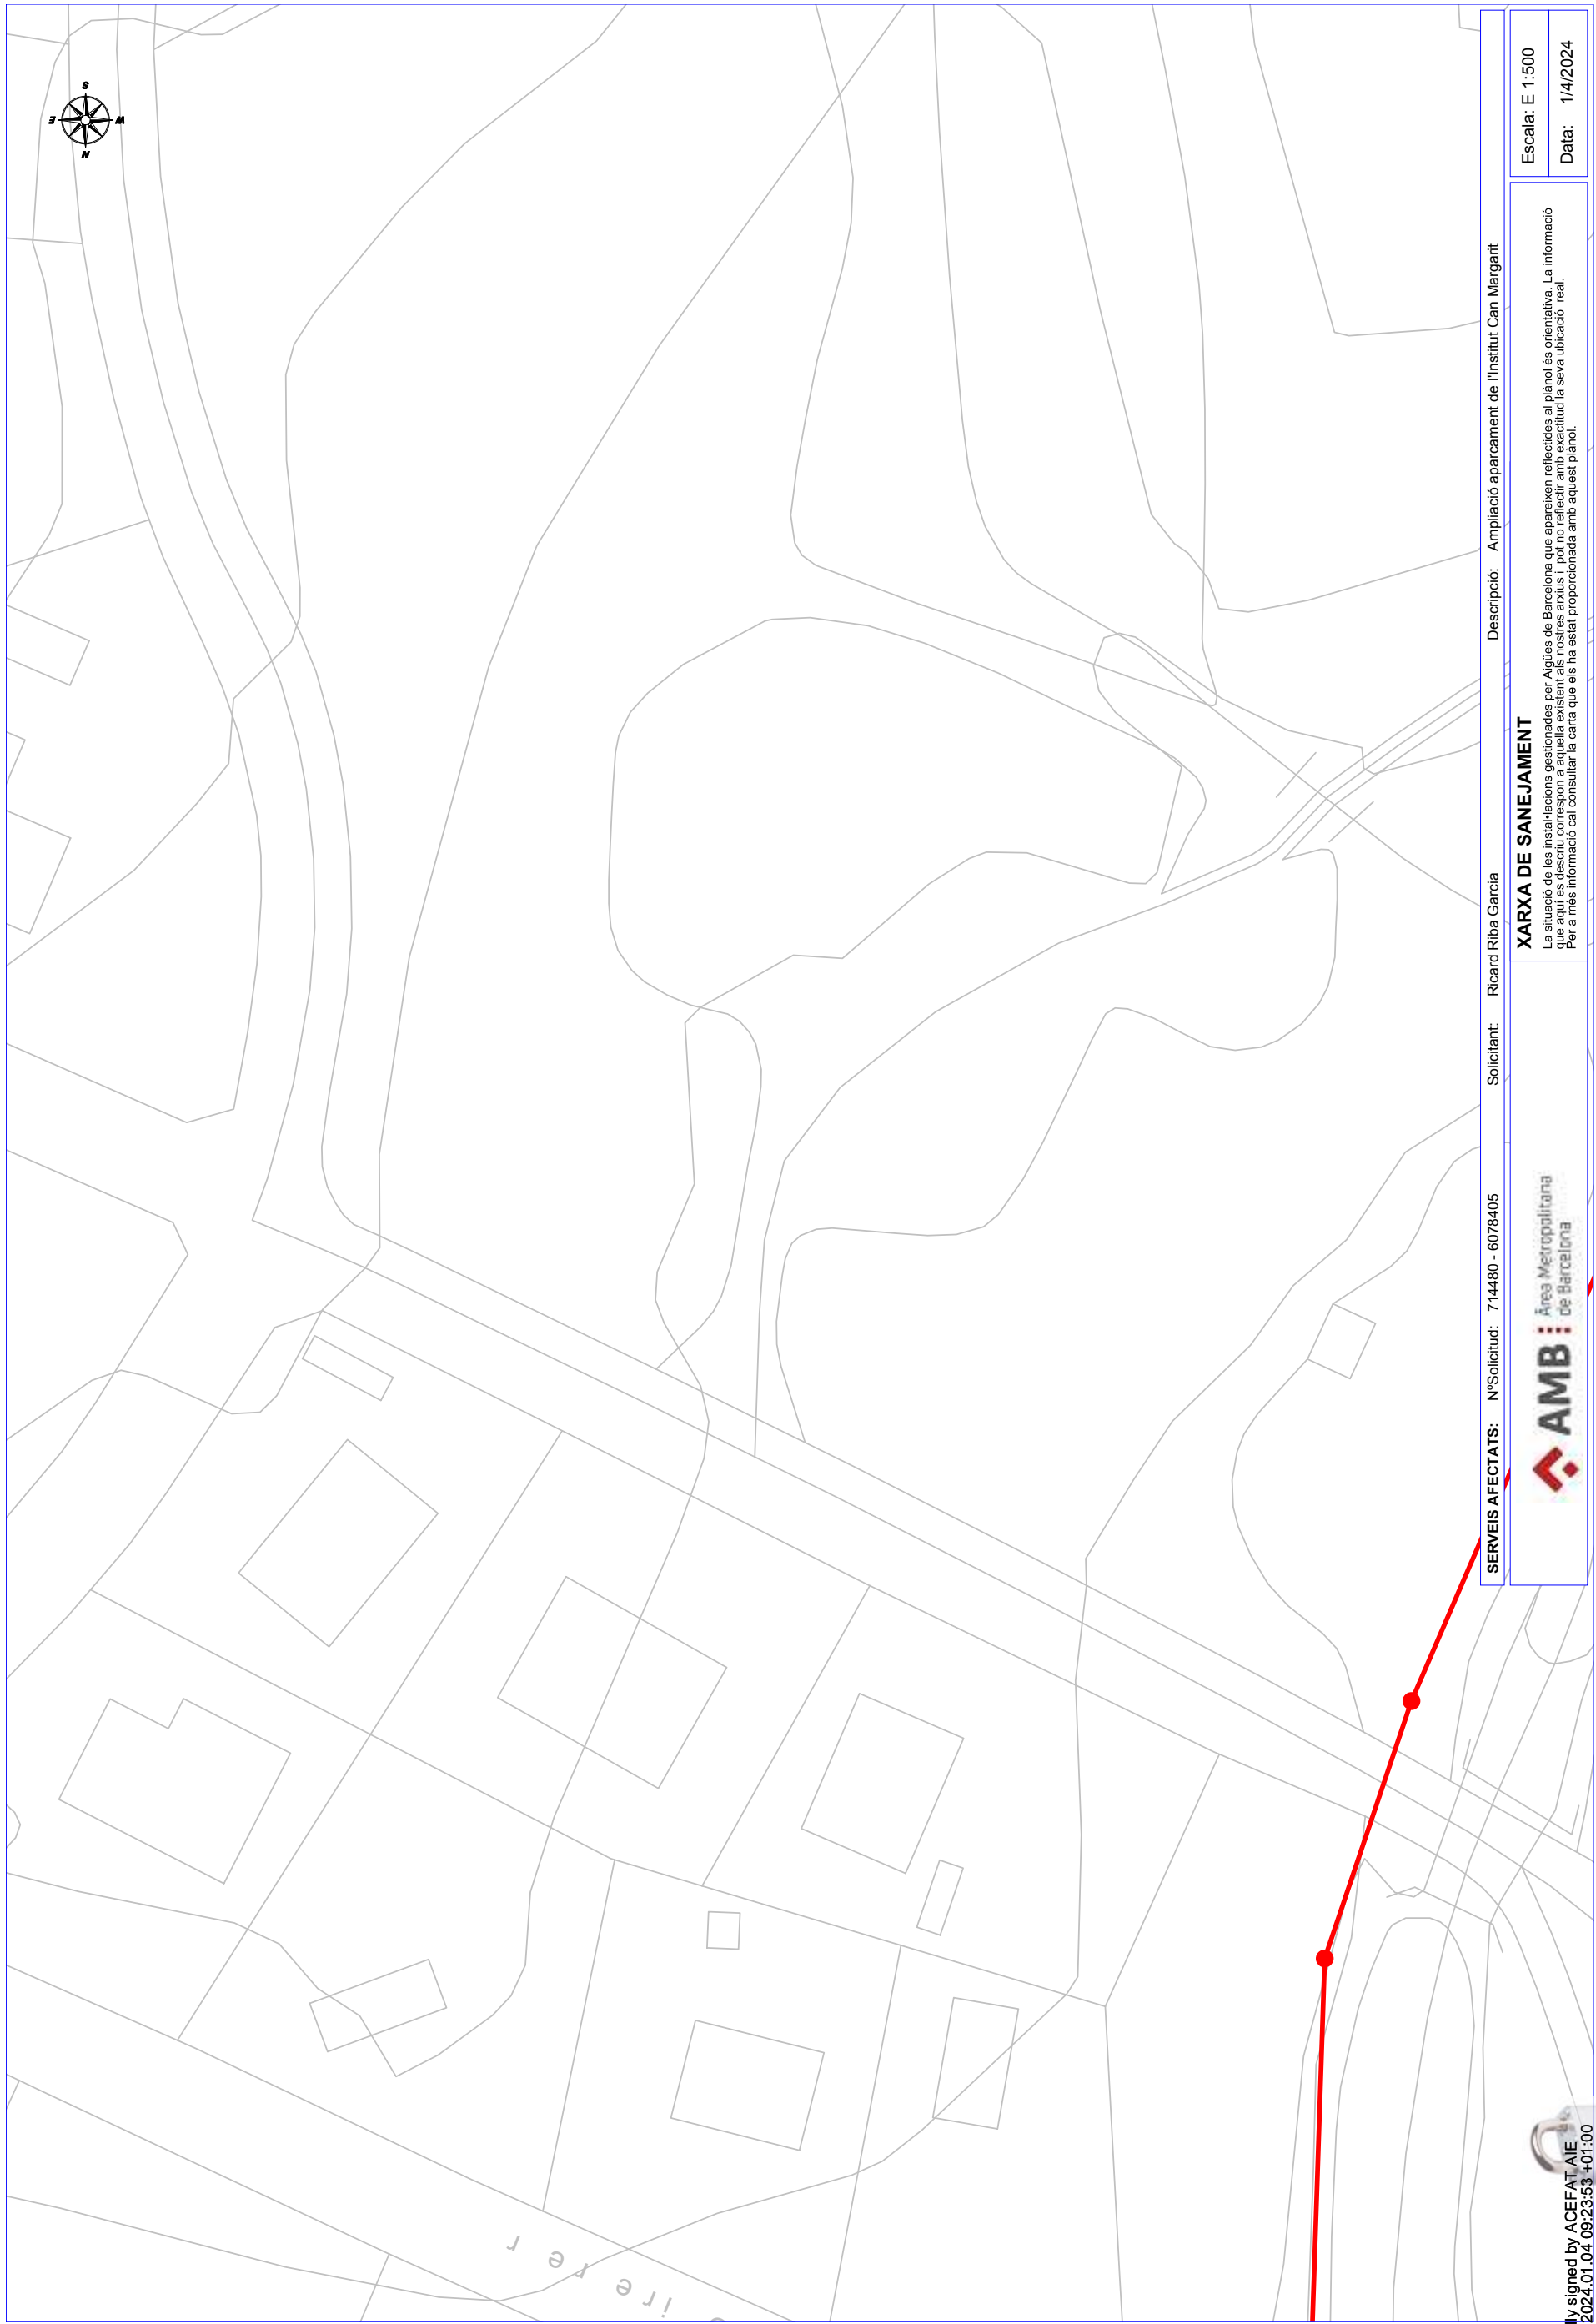 SERVEIS AFECTATS: NºSolicitud: 714480 - 6078405 Solicitant: Ricard Riba Garcia Descripció: Ampliació aparcament de l'Institut Can Margarit
AMB Àrea Metropolitana
de Barcelona
XARXA DE SANEJAMENT
La situació de les instal•lacions gestionades per Aigües de Barcelona que apareixen reflectides al plànol és orientativa. La informació
que aquí es descriu correspon a aquella existent als nostres arxius i pot no reflectir amb exactitud la seva ubicació real.
Per a més informació cal consultar la carta que els ha estat proporcionada amb aquest plànol.
Escala: E 1:500
Data: 1/4/2024
N
S
E
W
irerer
lly signed by ACEFAT, AIE
2024.01.04 09:23:53 +01:00